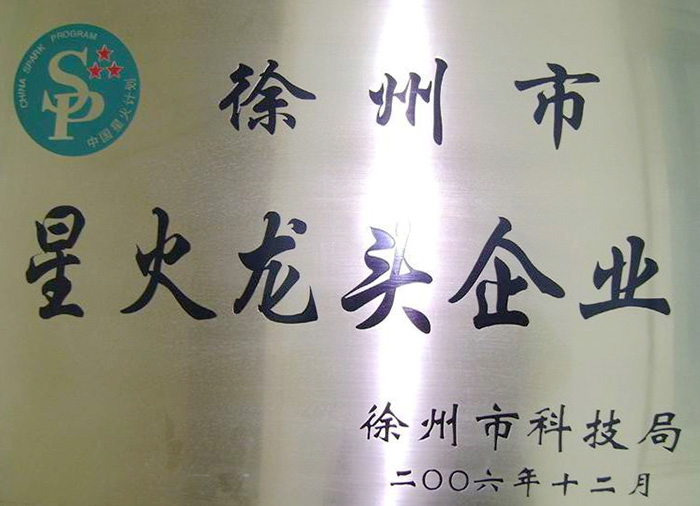 CHINA SPARK PROGRAM
SP
中国星火计划
徐州市
星火龙头企业
徐州市科技局
二〇〇六年十二月